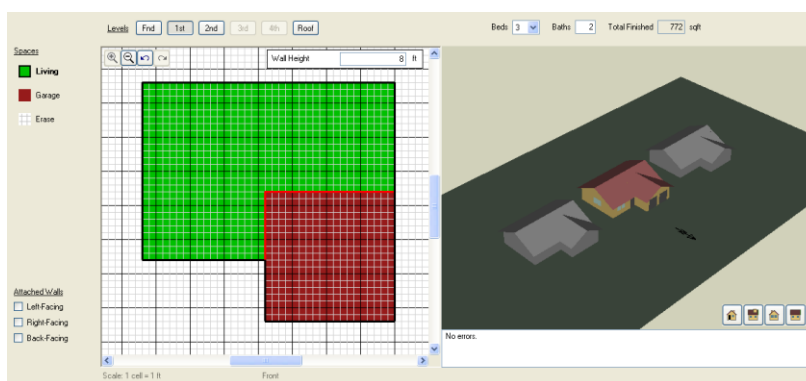 Levels Fnd 1st 2nd 3rd 4th Roof Beds 3 Baths 2 Total Finished 772 sqft
Spaces
Wall Height 8 ft
Living
Garage
Erase
Attached Walls
Left-Facing
Right-Facing
Back-Facing
No errors.
Scale: 1 cell = 1 ft Front